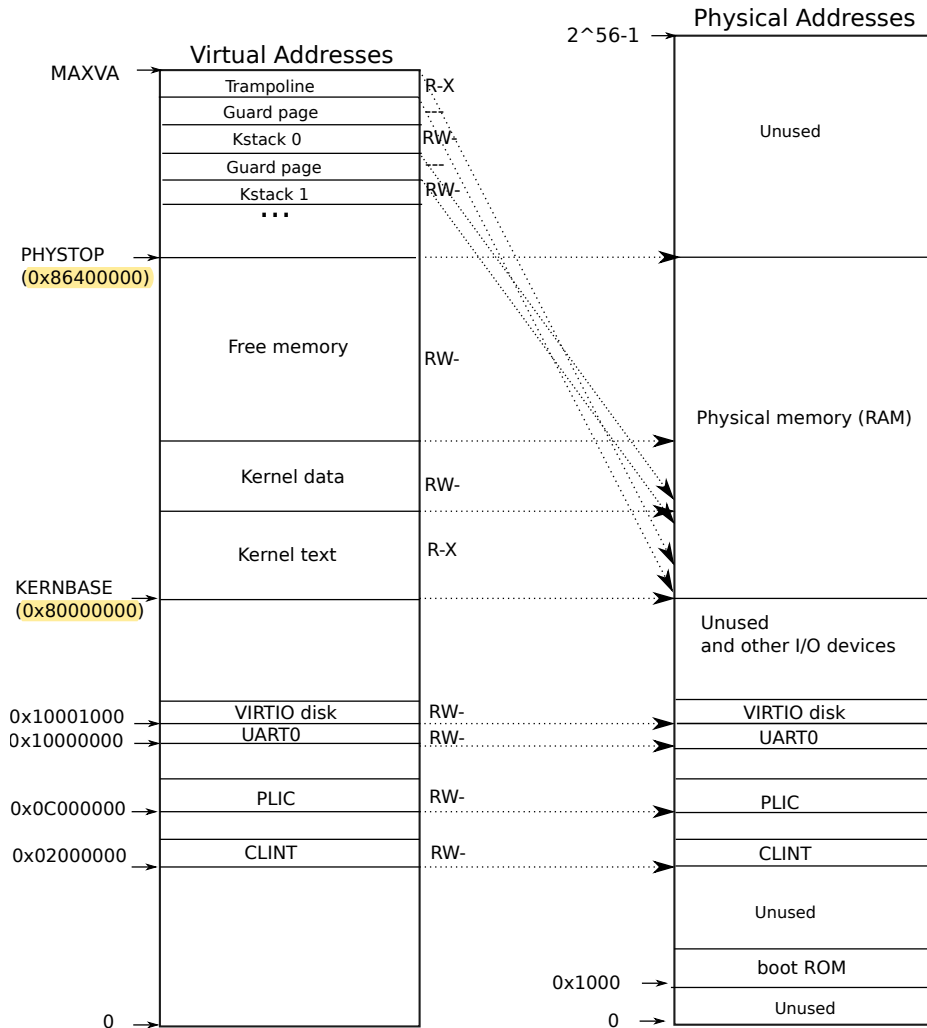 Physical Addresses
2^56-1
Virtual Addresses
MAXVA
Trampoline
R-X
Guard page
---
Kstack 0
RW-
Guard page
---
Kstack 1
RW-
...
Unused
PHYSTOP
(0x86400000)
Free memory
RW-
Physical memory (RAM)
Kernel data
RW-
Kernel text
R-X
KERNBASE
(0x80000000)
Unused
and other I/O devices
0x10001000
VIRTIO disk
RW-
VIRTIO disk
0x10000000
UART0
RW-
UART0
0x0C000000
PLIC
RW-
PLIC
0x02000000
CLINT
RW-
CLINT
Unused
boot ROM
0x1000
Unused
0
0